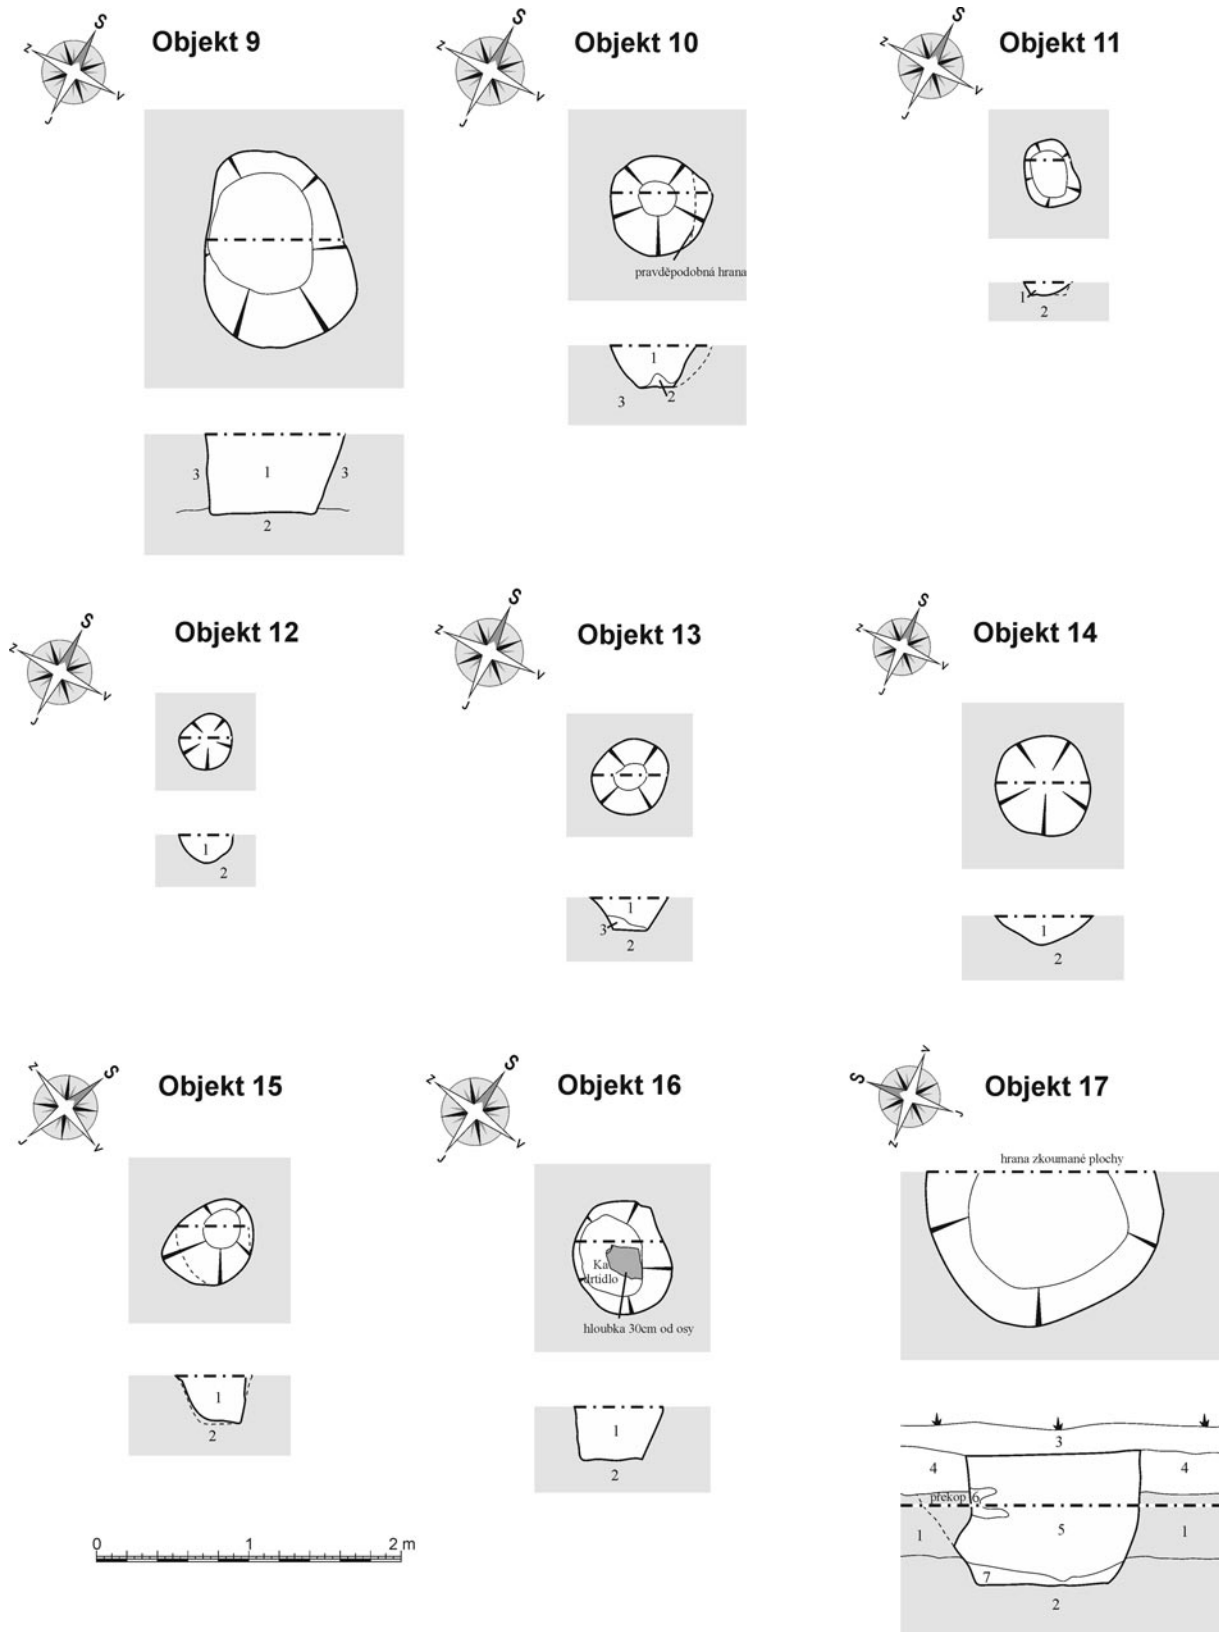 S
Z
V
J
Objekt 9
3
1
3
2
S
Z
V
J
Objekt 10
pravděpodobná hrana
1
3
2
S
Z
V
J
Objekt 11
1
2
S
Z
V
J
Objekt 12
1
2
S
Z
V
J
Objekt 13
1
3
2
S
Z
V
J
Objekt 14
1
2
S
Z
V
J
Objekt 15
1
2
S
Z
V
J
Objekt 16
Ka
drtidlo
hloubka 30cm od osy
1
2
V
S
J
Z
Objekt 17
hrana zkoumané plochy
3
4
4
překop 6
1
5
1
7
2
0
1
2 m